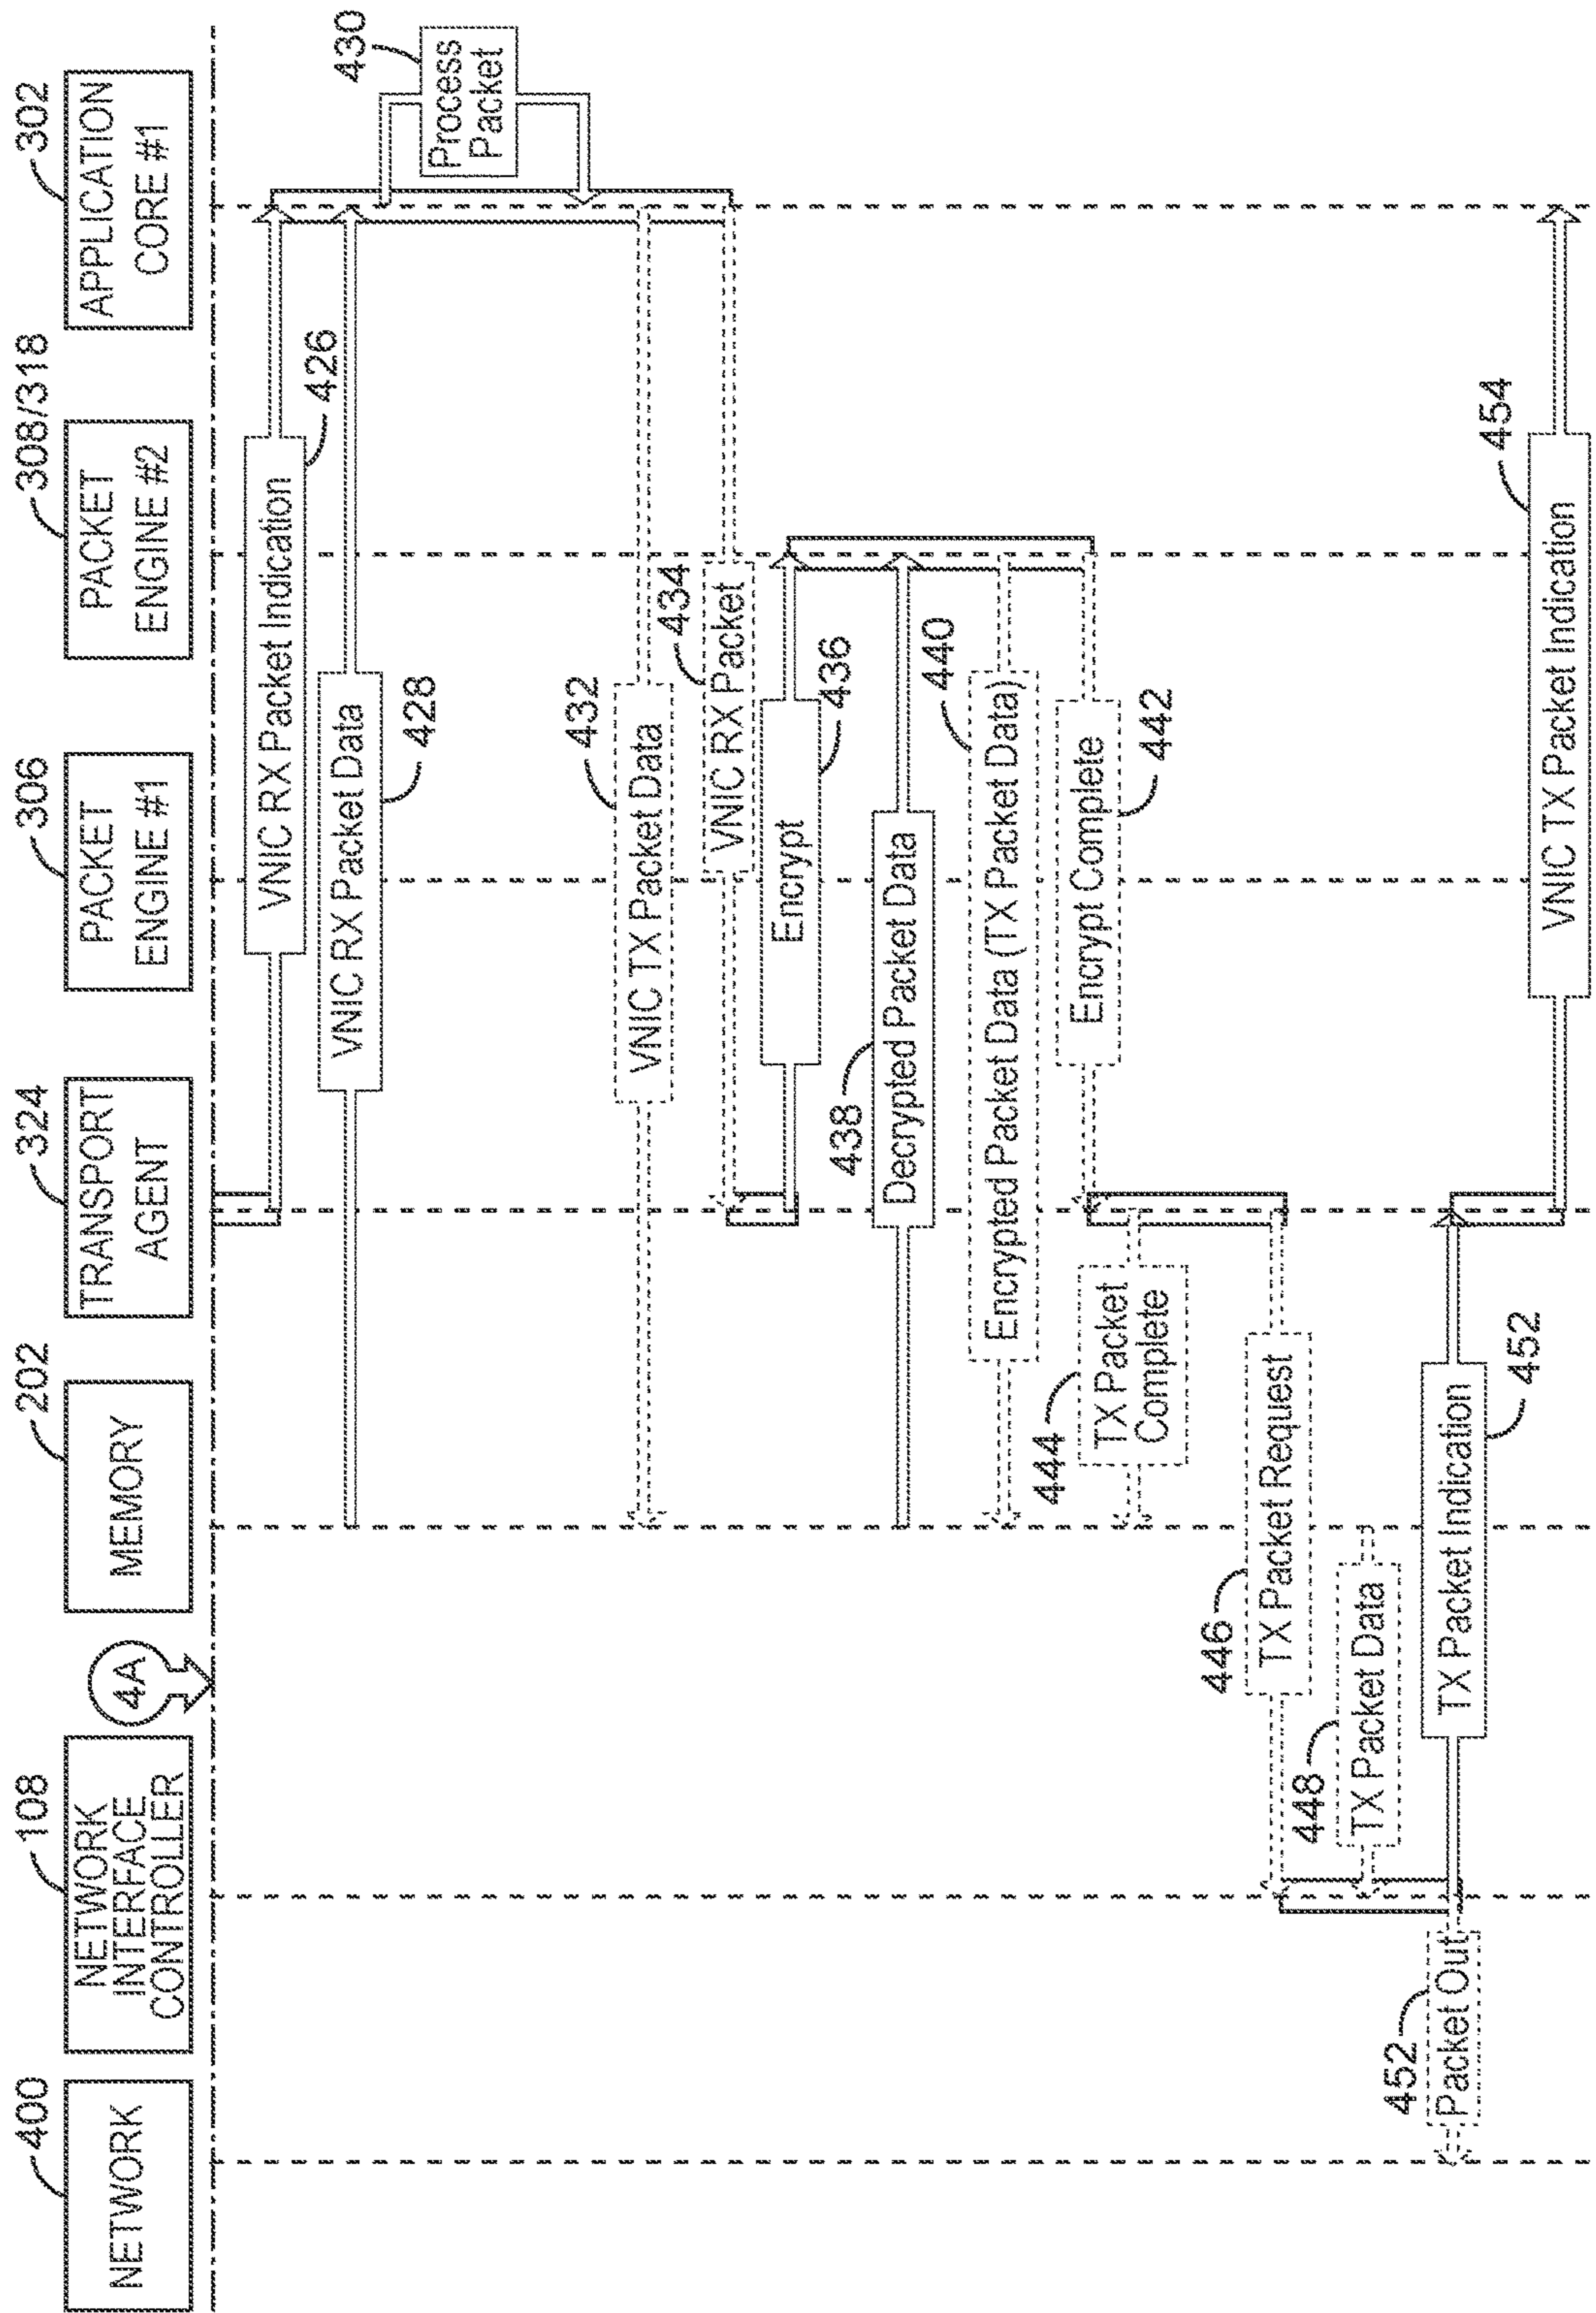 400
NETWORK
108
NETWORK
INTERFACE
CONTROLLER
4A
202
MEMORY
324
TRANSPORT
AGENT
306
PACKET
ENGINE #1
308/318
PACKET
ENGINE #2
302
APPLICATION
CORE #1
VNIC RX Packet Indication
426
VNIC RX Packet Data
428
430
Process
Packet
432
VNIC TX Packet Data
434
VNIC RX Packet
Encrypt
436
438
Decrypted Packet Data
440
Encrypted Packet Data (TX Packet Data)
Encrypt Complete
442
444
TX Packet
Complete
446
TX Packet Request
448
TX Packet Data
452
Packet Out
TX Packet Indication
452
VNIC TX Packet Indication
454